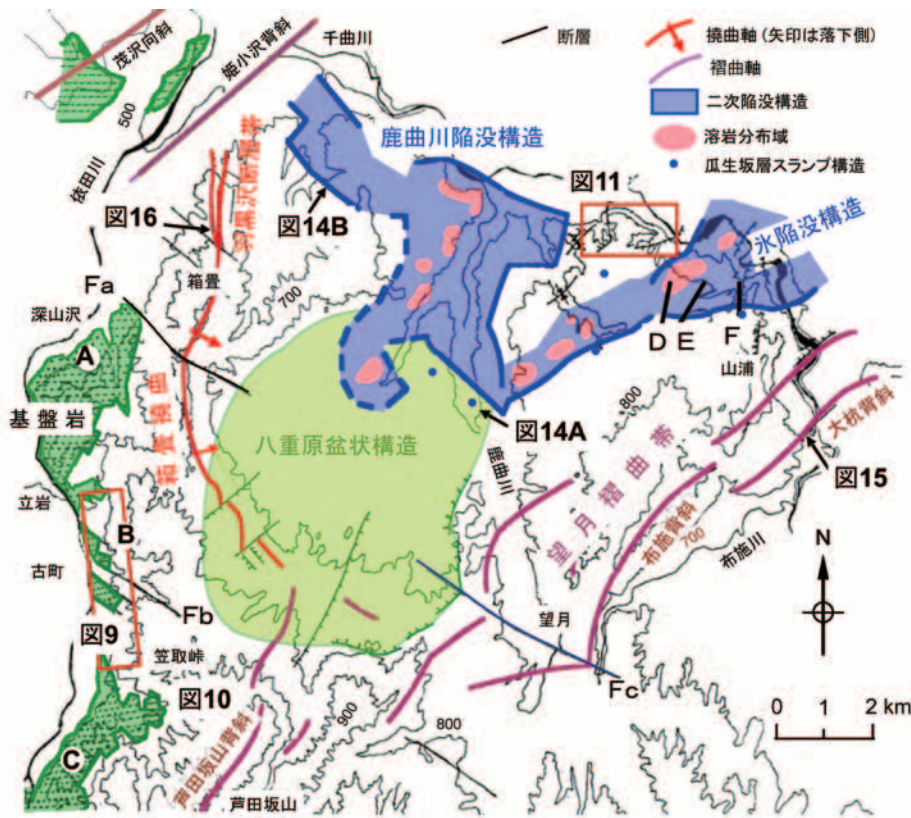 断層
撓曲軸 (矢印は落下側)
褶曲軸
二次陥没構造
溶岩分布域
瓜生坂層スランプ構造
茂沢向斜
姫小沢背斜
千曲川
500
依田川
鹿曲川陥没構造
図11
氷陥没構造
図16
図14B
箱畳
700
Fa
深山沢
A
基盤岩
D E F
山浦
800
大杭背斜
箱畳撓曲
八重原盆状構造
図14A
鹿曲川
図15
望月褶曲帯
布施背斜
700
布施川
立岩
B
古町
Fb
図9
笠取峠
図10
望月
Fc
N
0 1 2 km
900
800
C
芦田坂山背斜
芦田坂山